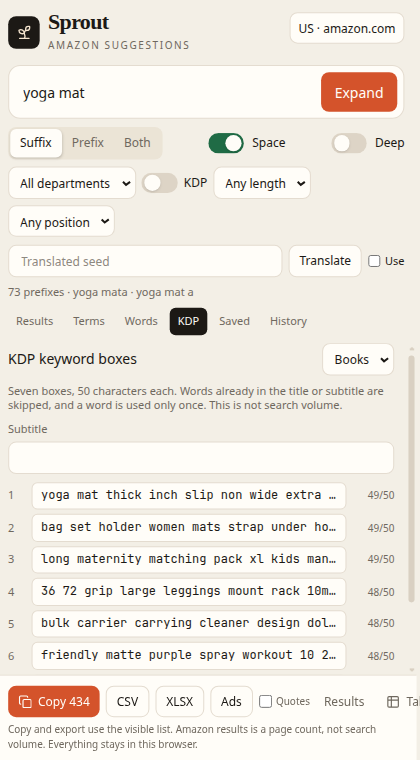 Sprout
AMAZON SUGGESTIONS
US · amazon.com
yoga mat
Expand
Suffix Prefix Both Space Deep
All departments KDP Any length
Any position
Translated seed Translate Use
73 prefixes · yoga mata · yoga mat a
Results Terms Words KDP Saved History
KDP keyword boxes Books
Seven boxes, 50 characters each. Words already in the title or subtitle are
skipped, and a word is used only once. This is not search volume.
Subtitle
1 yoga mat thick inch slip non wide extra … 49/50
2 bag set holder women mats strap under ho… 49/50
3 long maternity matching pack xl kids man… 49/50
4 36 72 grip large leggings mount rack 10m… 48/50
5 bulk carrier carrying cleaner design dol… 48/50
6 friendly matte purple spray workout 10 2… 48/50
Copy 434 CSV XLSX Ads Quotes Results Ta
Copy and export use the visible list. Amazon results is a page count, not search
volume. Everything stays in this browser.